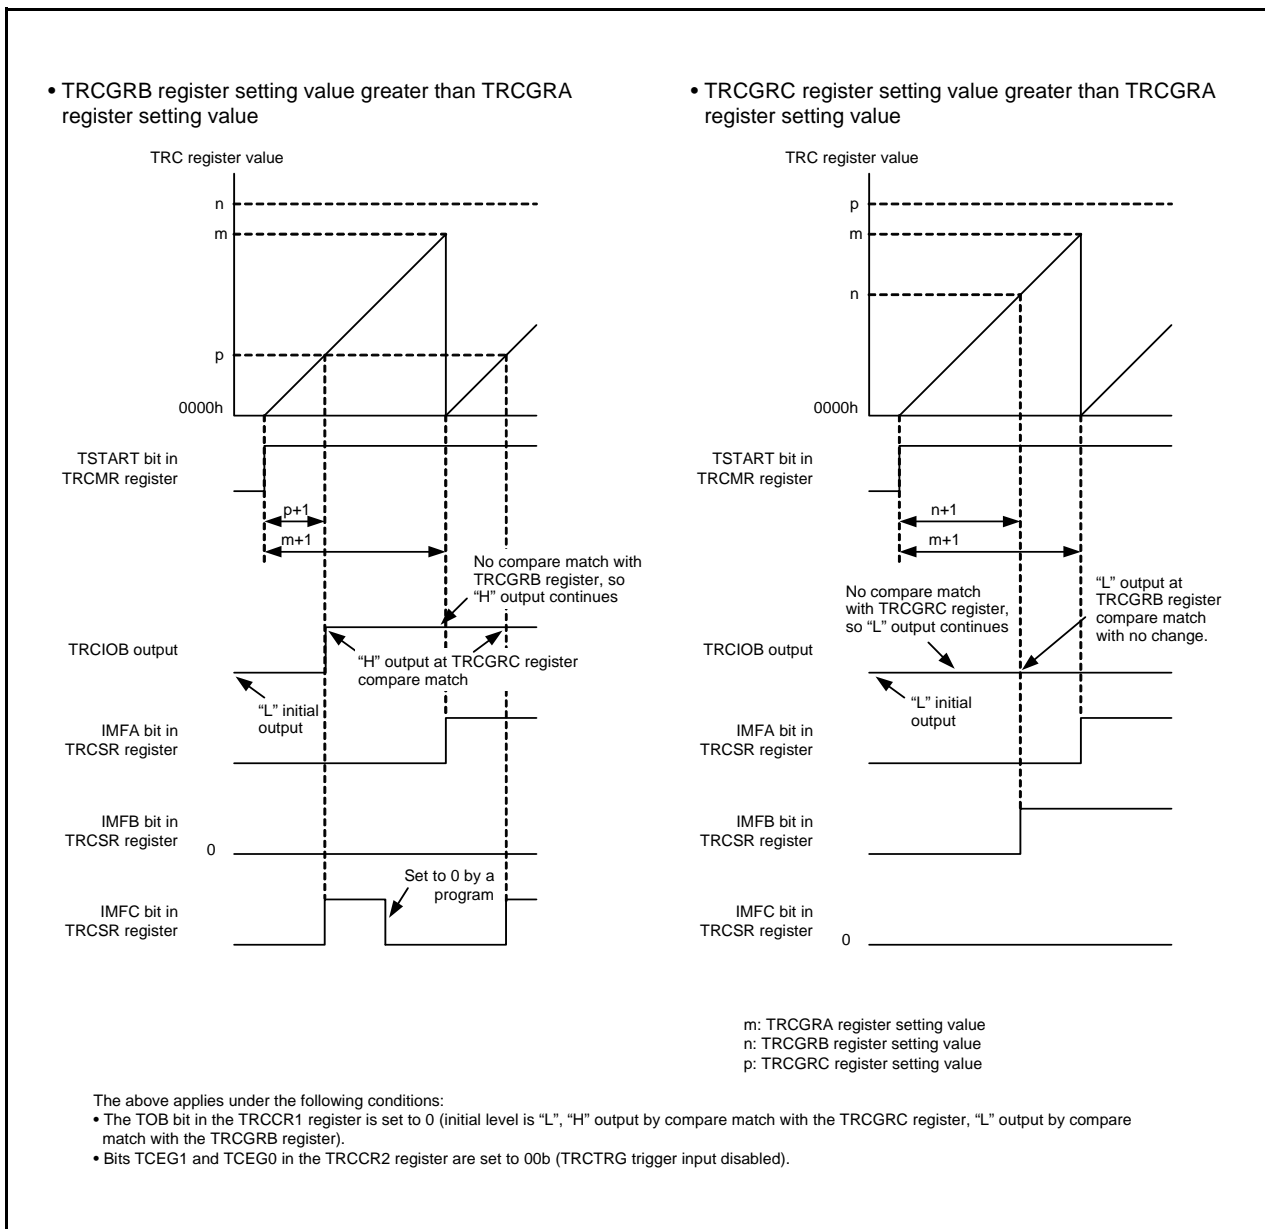 • TRCGRB register setting value greater than TRCGRA
register setting value
TRC register value
n
m
p
0000h
TSTART bit in
TRCMR register
p+1
m+1
No compare match with
TRCGRB register, so
“H” output continues
TRCIOB output
“H” output at TRCGRC register
compare match
“L” initial
output
IMFA bit in
TRCSR register
IMFB bit in
TRCSR register
0
Set to 0 by a
program
IMFC bit in
TRCSR register
• TRCGRC register setting value greater than TRCGRA
register setting value
TRC register value
p
m
n
0000h
TSTART bit in
TRCMR register
n+1
m+1
No compare match
with TRCGRC register,
so “L” output continues
“L” output at
TRCGRB register
compare match
with no change.
TRCIOB output
“L” initial
output
IMFA bit in
TRCSR register
IMFB bit in
TRCSR register
IMFC bit in
TRCSR register
0
m: TRCGRA register setting value
n: TRCGRB register setting value
p: TRCGRC register setting value
The above applies under the following conditions:
• The TOB bit in the TRCCR1 register is set to 0 (initial level is “L”, “H” output by compare match with the TRCGRC register, “L” output by compare
match with the TRCGRB register).
• Bits TCEG1 and TCEG0 in the TRCCR2 register are set to 00b (TRCTRG trigger input disabled).